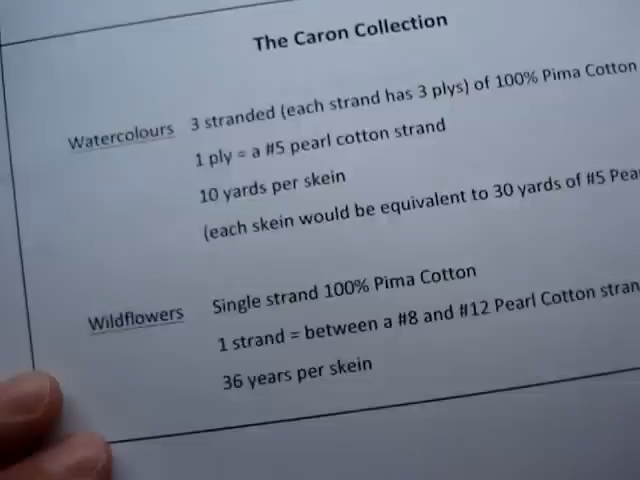 The Caron Collection
Watercolours 3 stranded (each strand has 3 plys) of 100% Pima Cotton
1 ply = a #5 pearl cotton strand
10 yards per skein
(each skein would be equivalent to 30 yards of #5 Pea
Wildflowers Single strand 100% Pima Cotton
1 strand = between a #8 and #12 Pearl Cotton stran
36 years per skein